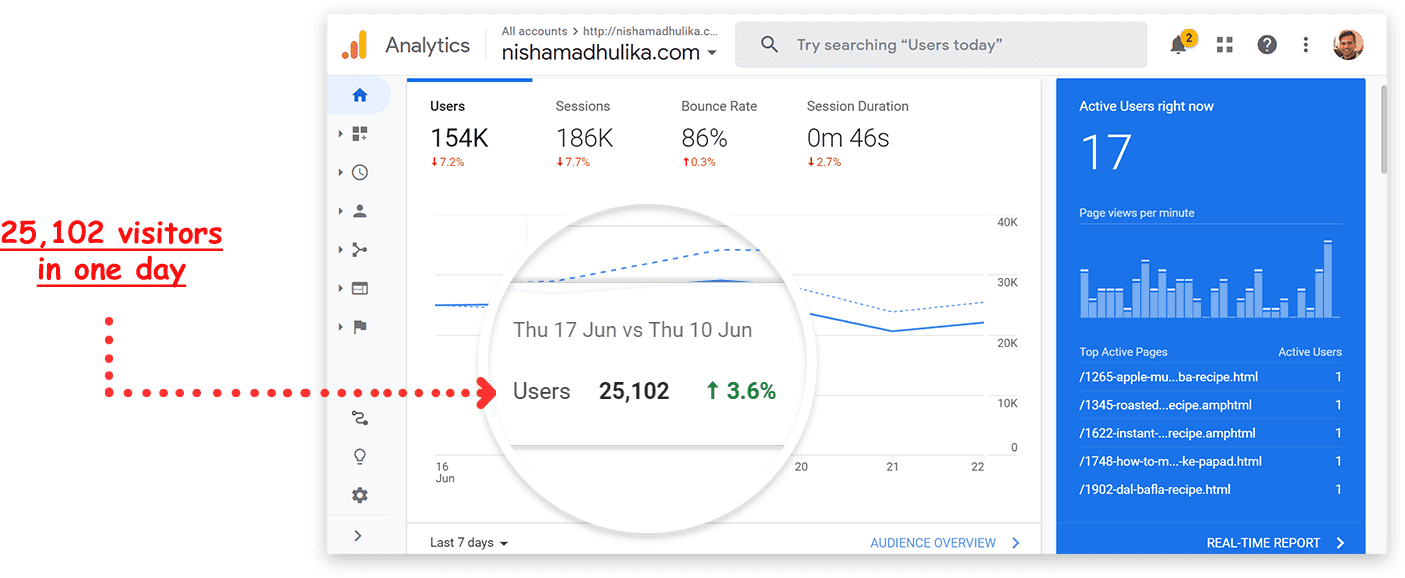 Analytics
All accounts > http://nishamadhulika.c...
nishamadhulika.com
Try searching “Users today”
2
25,102 visitors
in one day
Users
154K
↓7.2%
Sessions
186K
↓7.7%
Bounce Rate
86%
↑0.3%
Session Duration
0m 46s
↓2.7%
40K
30K
20K
10K
0
Thu 17 Jun vs Thu 10 Jun
Users 25,102 ↑ 3.6%
16
Jun
20
21
22
Last 7 days
AUDIENCE OVERVIEW >
Active Users right now
17
Page views per minute
Top Active Pages Active Users
/1265-apple-mu...ba-recipe.html 1
/1345-roasted...ecipe.amphtml 1
/1622-instant-...recipe.amphtml 1
/1748-how-to-m...-ke-papad.html 1
/1902-dal-bafla-recipe.html 1
REAL-TIME REPORT >